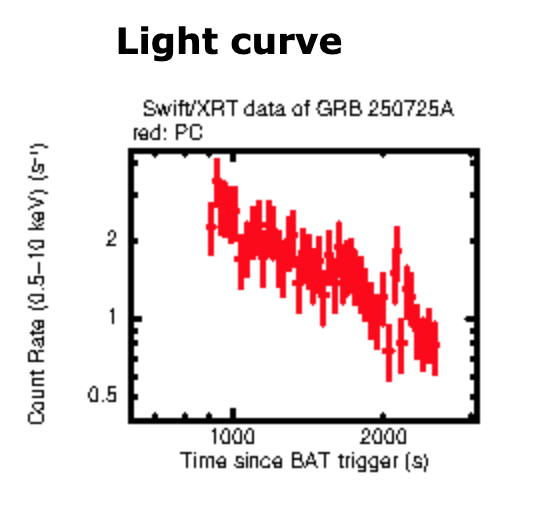 Light curve
Swift/XRT data of GRB 250725A
red: PC
Count Rate (0.5–10 keV) (s⁻¹)
2
1
0.5
1000 2000
Time since BAT trigger (s)